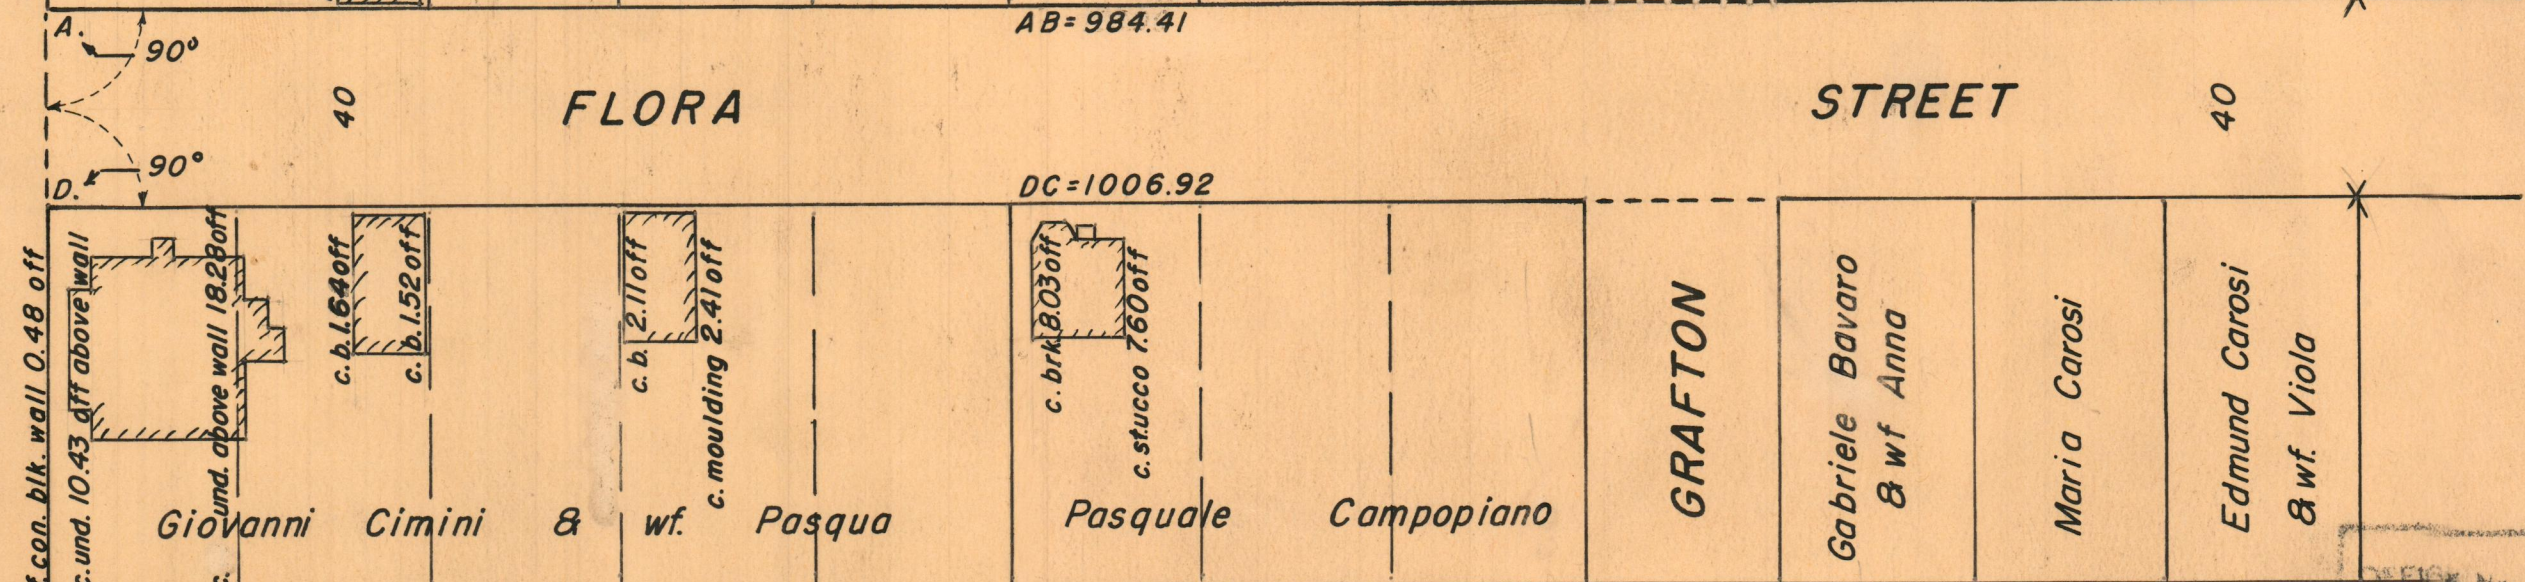 AB=984.41
A.
90°
40
FLORA STREET
40
90°
D.
DC=1006.92
f. con. blk. wall 0.48 off
c. und. 10.43 off above wall
c. und. above wall 18.28 off
c. b. 1.64 off
c. b. 1.52 off
c. b. 2.11 off
c. moulding 2.41 off
c. brk. 8.03 off
c. stucco 7.60 off
Giovanni Cimini & wf. Pasqua
Pasquale Campopiano
GRAFTON
Gabriele Bavaro
& wf Anna
Maria Carosi
Edmund Carosi
& wf. Viola